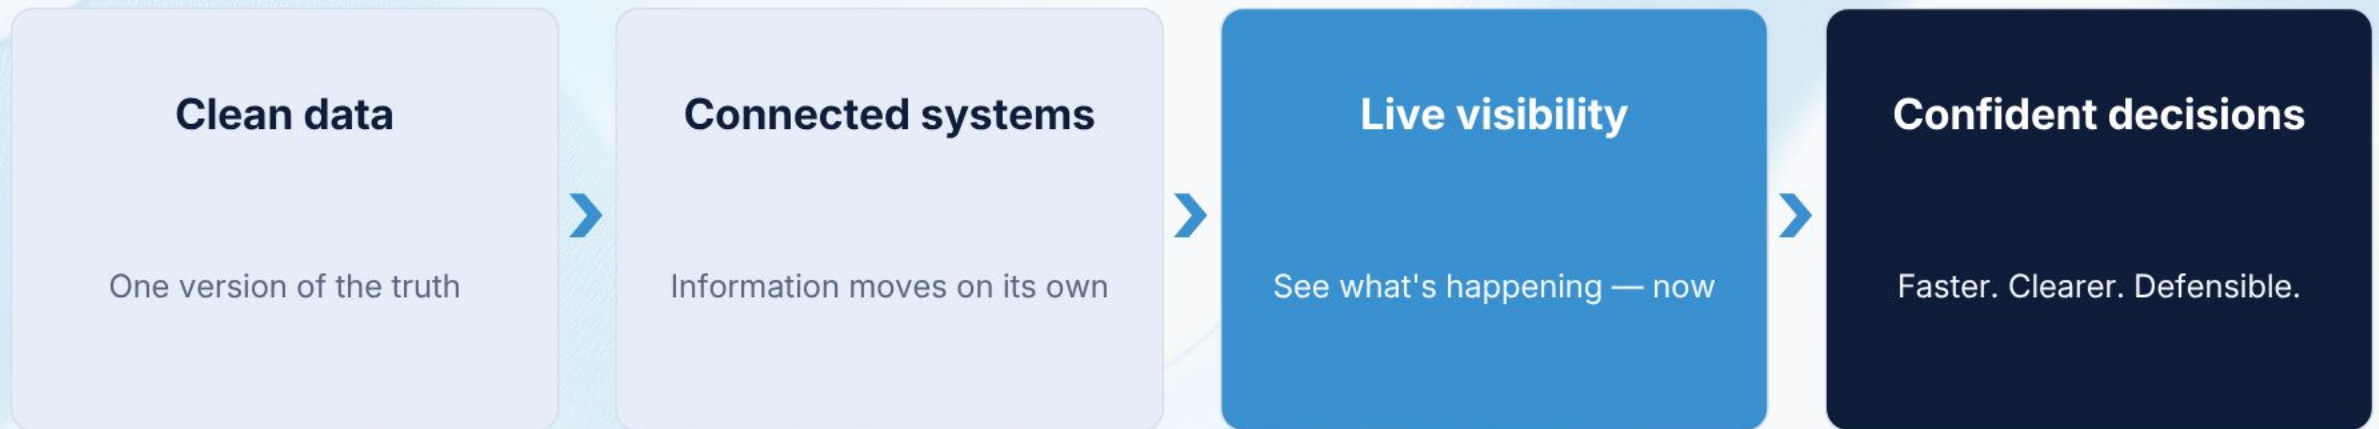 Clean data
One version of the truth
Connected systems
Information moves on its own
Live visibility
See what's happening — now
Confident decisions
Faster. Clearer. Defensible.